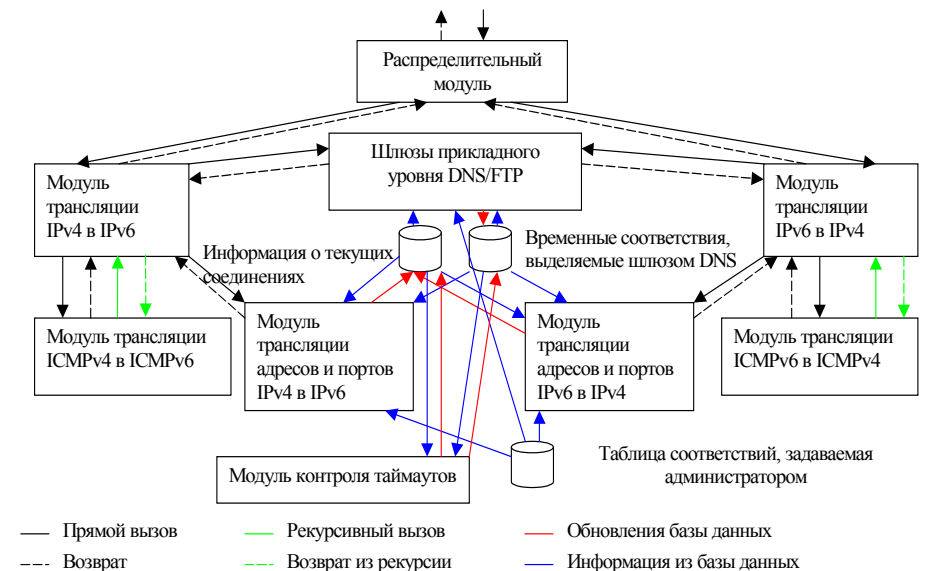 Распределительный
модуль
Шлюзы прикладного
уровня DNS/FTP
Модуль
трансляции
IPv4 в IPv6
Модуль
трансляции
IPv6 в IPv4
Информация о текущих
соединениях
Временные соответствия,
выделяемые шлюзом DNS
Модуль трансляции
ICMPv4 в ICMPv6
Модуль
трансляции
адресов и портов
IPv4 в IPv6
Модуль
трансляции
адресов и портов
IPv6 в IPv4
Модуль трансляции
ICMPv6 в ICMPv4
Модуль контроля таймаутов
Таблица соответствий, задаваемая
администратором
Прямой вызов
Рекурсивный вызов
Обновления базы данных
Возврат
Возврат из рекурсии
Информация из базы данных